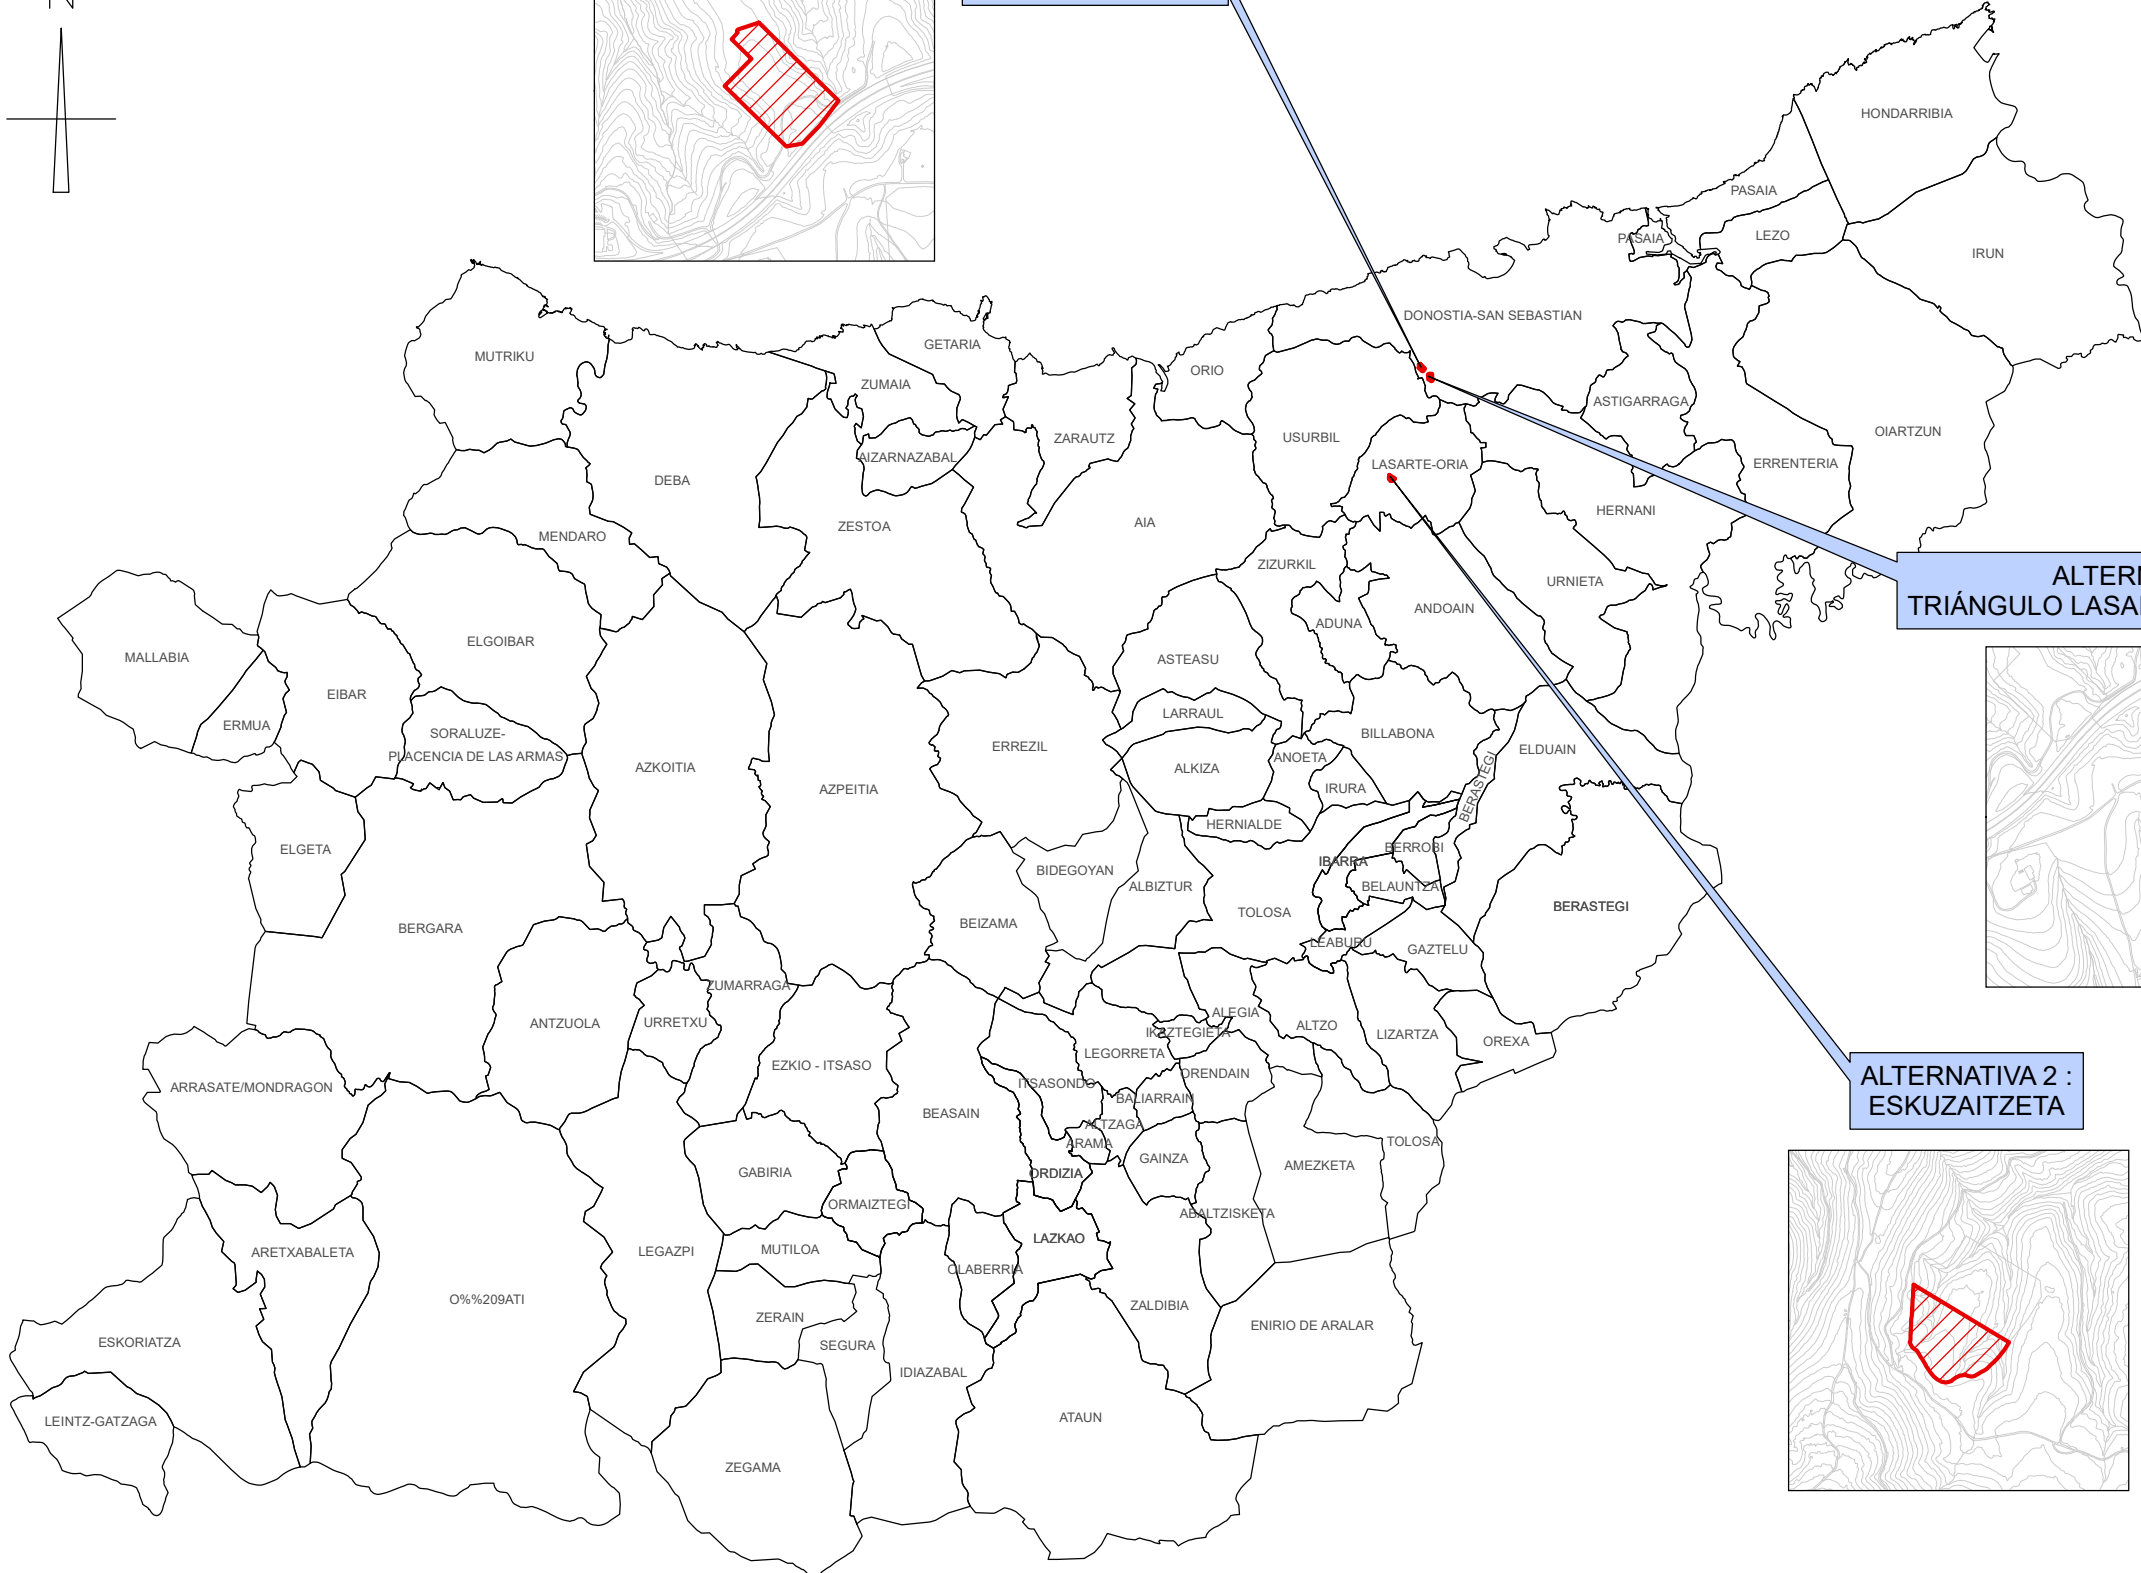 N
HONDARRIBIA
PASAIA
LEZO
PASAIA
IRUN
DONOSTIA-SAN SEBASTIAN
GETARIA
MUTRIKU
ORIO
ZUMAIA
ASTIGARRAGA
OIARTZUN
USURBIL
ZARAUTZ
AIZARNAZABAL
LASARTE-ORIA
ERRENTERIA
DEBA
HERNANI
AIA
ZESTOA
MENDARO
ZIZURKIL
URNIETA
ALTERN
TRIÁNGULO LASA
ANDOAIN
ADUNA
ELGOIBAR
MALLABIA
ASTEASU
EIBAR
LARRAUL
ERMUA
SORALUZE-
PLACENCIA DE LAS ARMAS
BILLABONA
ERREZIL
ELDUAIN
ANOETA
AZKOITIA
ALKIZA
BERASTEGI
AZPEITIA
IRURA
HERNIALDE
ELGETA
BERROBI
IBARRA
BIDEGOYAN
ALBIZTUR
BELAUNTZA
BERASTEGI
TOLOSA
BEIZAMA
BERGARA
LEABURU
GAZTELU
ZUMARRAGA
ALEGIA
ANTZUOLA
URRETXU
ALTZO
IKAZTEGIETA
LIZARTZA
OREXA
LEGORRETA
EZKIO - ITSASO
ORENDAIN
ALTERNATIVA 2 :
ESKUZAITZETA
ARRASATE/MONDRAGON
ITSASONDO
BALIARRAIN
BEASAIN
ALTZAGA
ARAMA
TOLOSA
GAINZA
AMEZKETA
GABIRIA
ORDIZIA
ORMAIZTEGI
ABALTZISKETA
LAZKAO
MUTILOA
LEGAZPI
ARETXABALETA
OLABERRIA
O%%209ATI
ZALDIBIA
ZERAIN
ENIRIO DE ARALAR
ESKORIATZA
SEGURA
IDIAZABAL
LEINTZ-GATZAGA
ATAUN
ZEGAMA